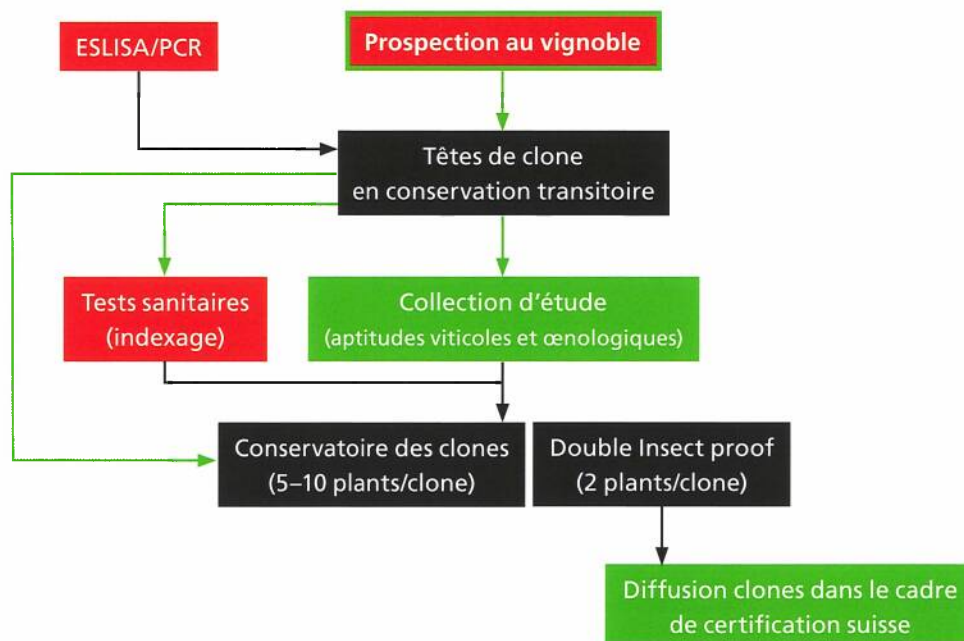 ESLISA/PCR
Prospection au vignoble
Têtes de clone
en conservation transitoire
Tests sanitaires
(indexage)
Collection d'étude
(aptitudes viticoles et œnologiques)
Conservatoire des clones
(5–10 plants/clone)
Double Insect proof
(2 plants/clone)
Diffusion clones dans le cadre
de certification suisse